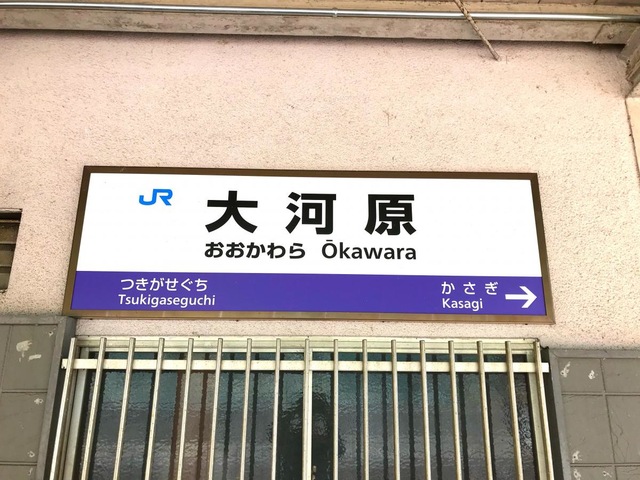 JR
大河原
おおかわら Ōkawara
つきがせぐち かさぎ
Tsukigaseguchi Kasagi →